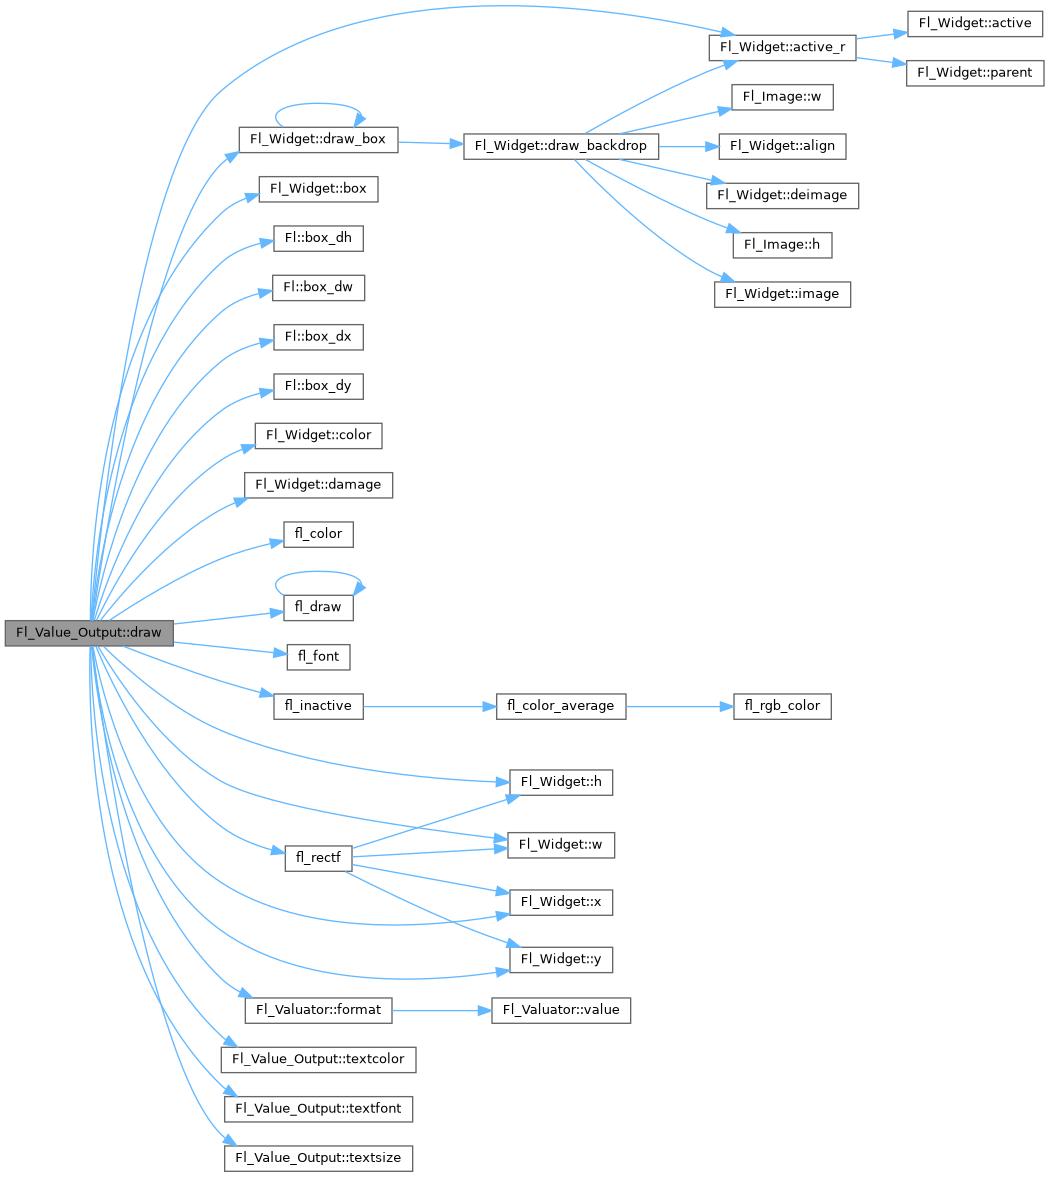 Fl_Widget::active
Fl_Widget::active_r
Fl_Widget::parent
Fl_Image::w
Fl_Widget::draw_box
Fl_Widget::draw_backdrop
Fl_Widget::align
Fl_Widget::box
Fl_Widget::deimage
Fl::box_dh
Fl_Image::h
Fl::box_dw
Fl_Widget::image
Fl::box_dx
Fl::box_dy
Fl_Widget::color
Fl_Widget::damage
fl_color
fl_draw
Fl_Value_Output::draw
fl_font
fl_inactive
fl_color_average
fl_rgb_color
Fl_Widget::h
Fl_Widget::w
fl_rectf
Fl_Widget::x
Fl_Widget::y
Fl_Valuator::format
Fl_Valuator::value
Fl_Value_Output::textcolor
Fl_Value_Output::textfont
Fl_Value_Output::textsize